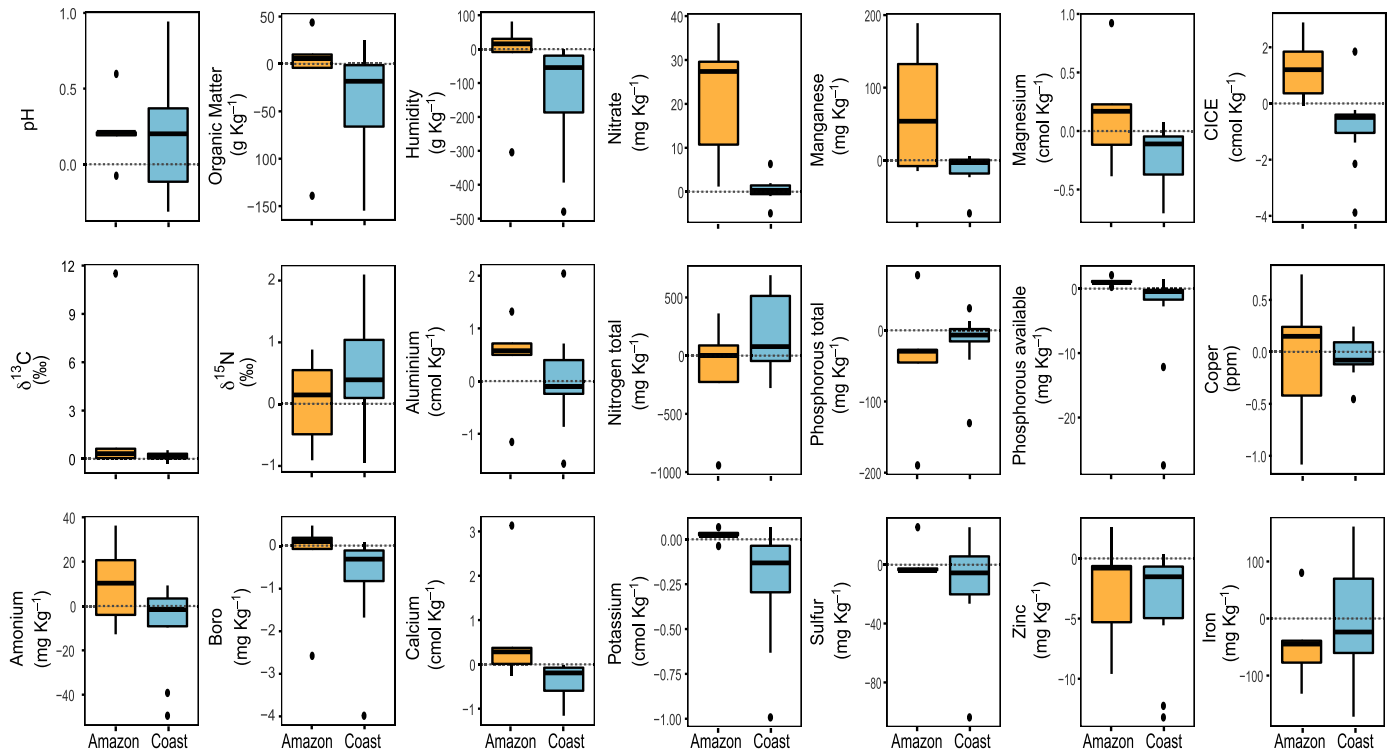 pH
1.0
0.5
0.0
Organic Matter
(g Kg−1)
50
0
−50
100
−150
Humidity
(g Kg−1)
100
0
−100
−200
−300
−400
−500
Nitrate
(mg Kg−1)
40
30
20
10
0
Manganese
(mg Kg−1)
200
100
0
Magnesium
(cmol Kg−1)
1.0
0.5
0.0
−0.5
CICE
(cmol Kg−1)
2
0
−2
−4
δ13C
(‰)
12
9
6
3
0
δ15N
(‰)
2
1
0
−1
Aluminium
(cmol Kg−1)
2
1
0
−1
Nitrogen total
(mg Kg−1)
500
0
−500
−1000
Phosphorous total
(mg Kg−1)
0
−100
−200
Phosphorous available
(mg Kg−1)
0
−10
−20
Coper
(ppm)
0.5
0.0
−0.5
−1.0
Amonium
(mg Kg−1)
40
20
0
−20
−40
Amazon Coast
Boro
(mg Kg−1)
0
−1
−2
−3
−4
Amazon Coast
Calcium
(cmol Kg−1)
3
2
1
0
−1
Amazon Coast
Potassium
(cmol Kg−1)
0.00
−0.25
−0.50
−0.75
−1.00
Amazon Coast
Sulfur
(mg Kg−1)
0
−40
−80
Amazon Coast
Zinc
(mg Kg−1)
0
−5
−10
Amazon Coast
Iron
(mg Kg−1)
100
0
−100
Amazon Coast